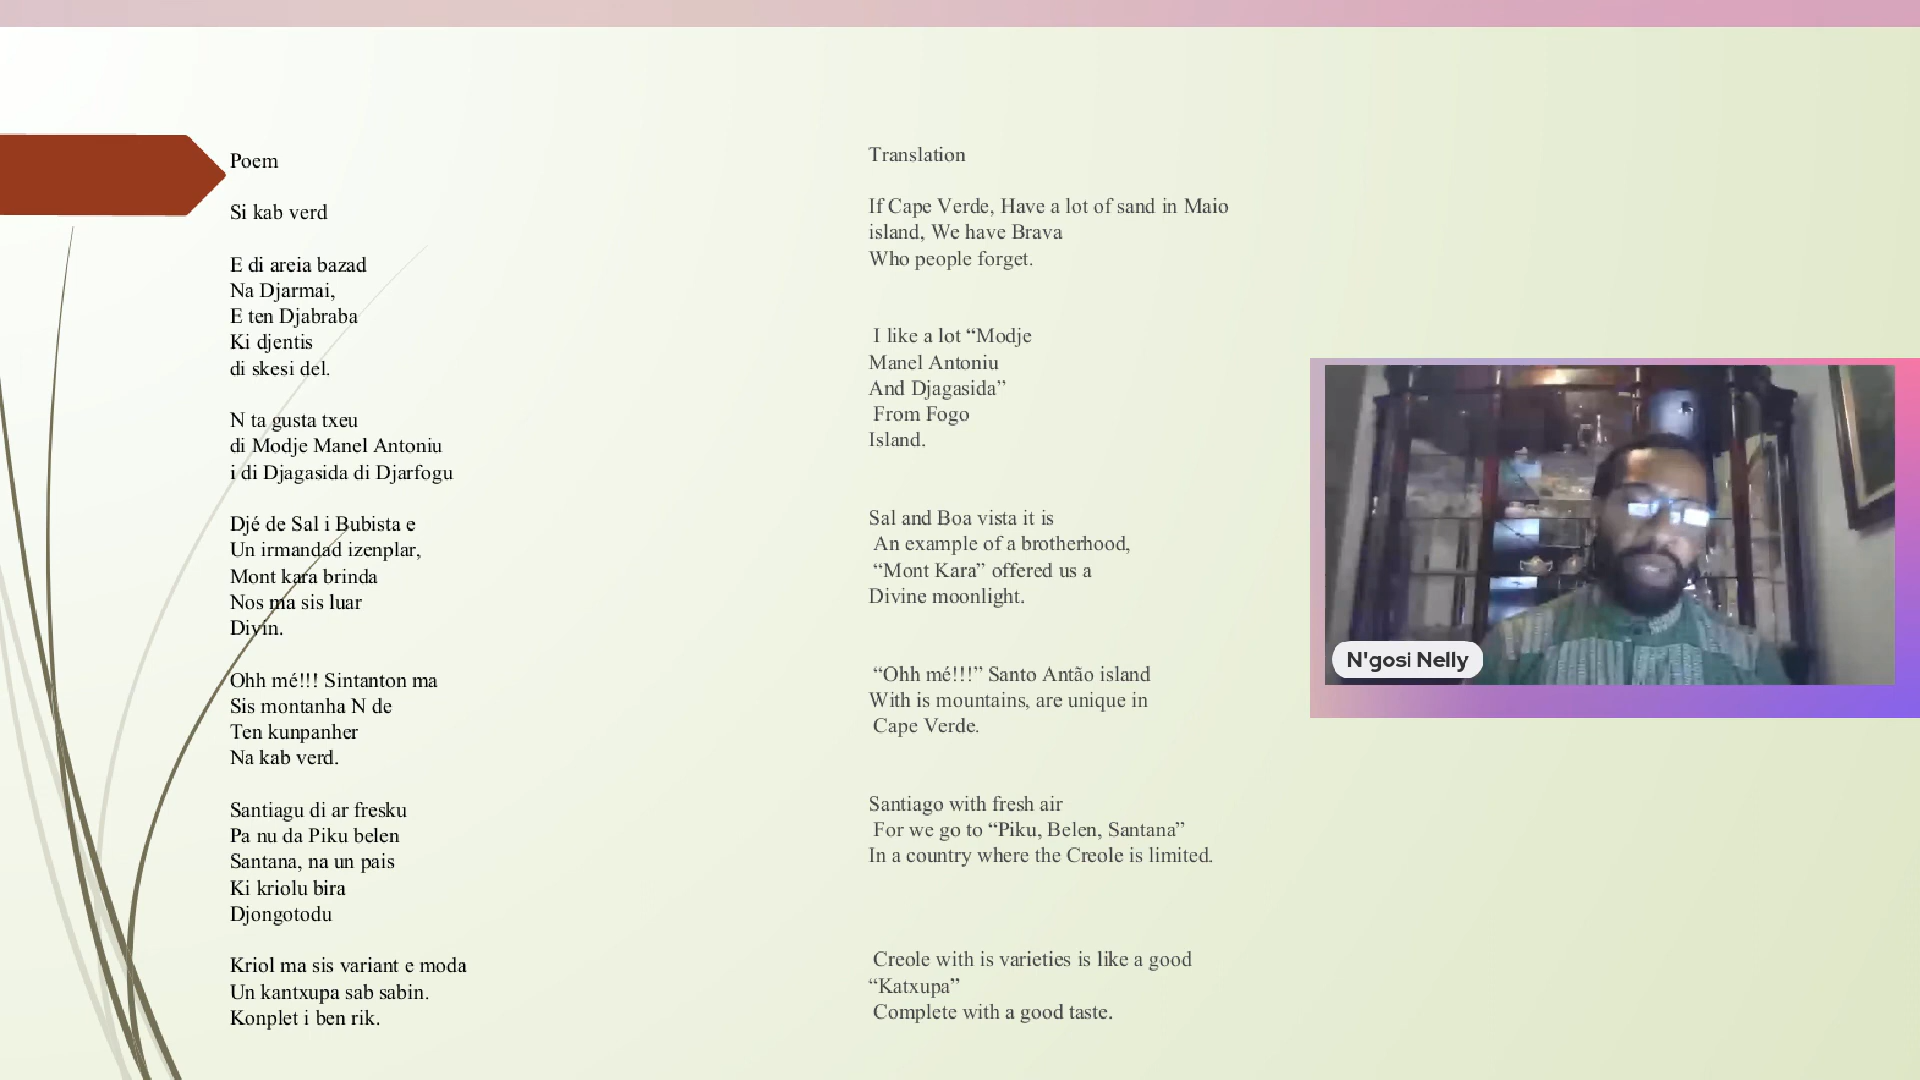 Poem
Si kab verd
E di areia bazad
Na Djarmai,
E ten Djabraba
Ki djentis
di skesi del.
N ta gusta txeu
di Modje Manel Antoniu
i di Djagasida di Djarfogu
Djé de Sal i Bubista e
Un irmandad izenplar,
Mont kara brinda
Nos ma sis luar
Divin.
Ohh mé!!! Sintanton ma
Sis montanha N de
Ten kunpanher
Na kab verd.
Santiagu di ar fresku
Pa nu da Piku belen
Santana, na un pais
Ki kriolu bira
Djongotodu
Kriol ma sis variant e moda
Un kantxupa sab sabin.
Konplet i ben rik.
Translation
If Cape Verde, Have a lot of sand in Maio
island, We have Brava
Who people forget.
I like a lot “Modje
Manel Antoniu
And Djagasida”
From Fogo
Island.
Sal and Boa vista it is
An example of a brotherhood,
“Mont Kara” offered us a
Divine moonlight.
“Ohh mé!!!” Santo Antão island
With is mountains, are unique in
Cape Verde.
Santiago with fresh air
For we go to “Piku, Belen, Santana”
In a country where the Creole is limited.
Creole with is varieties is like a good
“Katxupa”
Complete with a good taste.
N'gosi Nelly